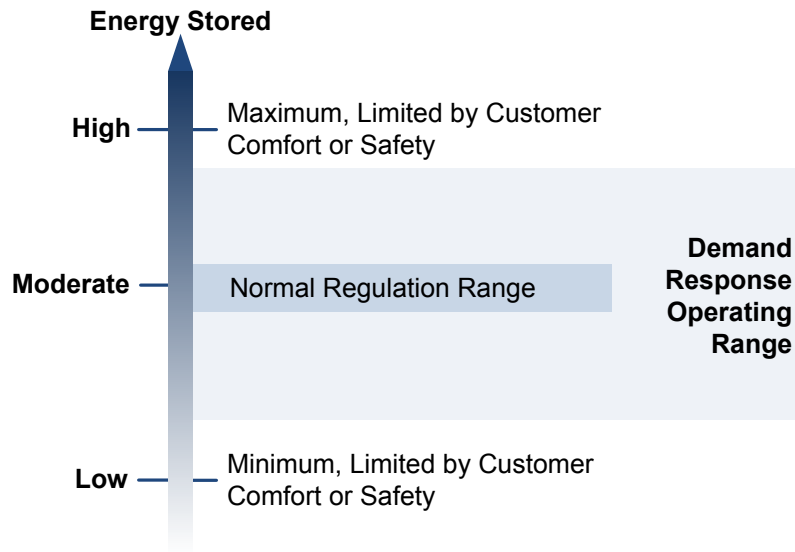 Energy Stored
High
Maximum, Limited by Customer
Comfort or Safety
Moderate
Normal Regulation Range
Demand
Response
Operating
Range
Low
Minimum, Limited by Customer
Comfort or Safety